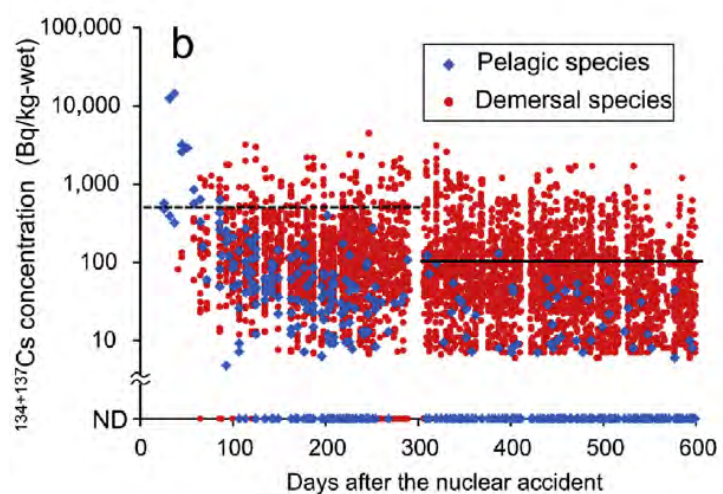 b
Pelagic species
Demersal species
134+137Cs concentration (Bq/kg-wet)
100,000
10,000
1,000
100
10
ND
0 100 200 300 400 500 600
Days after the nuclear accident